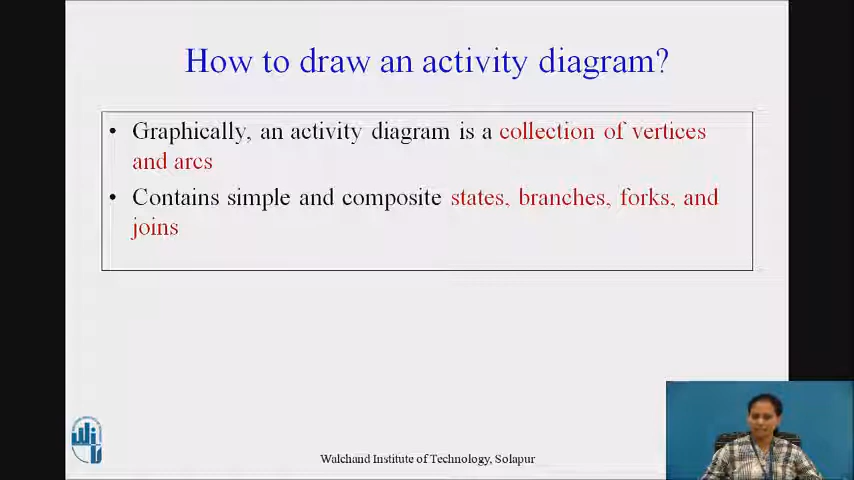 How to draw an activity diagram?
• Graphically, an activity diagram is a collection of vertices
and arcs
• Contains simple and composite states, branches, forks, and
joins
Walchand Institute of Technology, Solapur